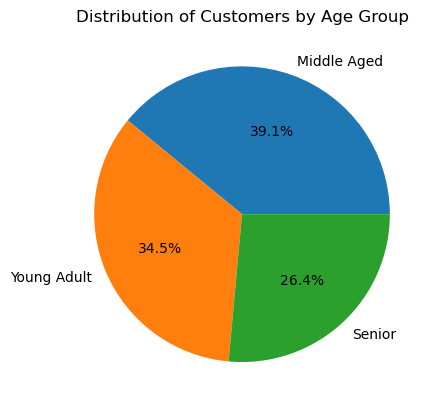 Distribution of Customers by Age Group
Middle Aged
39.1%
34.5%
Young Adult
26.4%
Senior